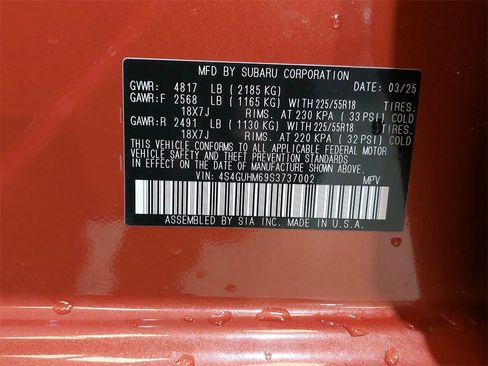 MFD BY SUBARU CORPORATION DATE: 03/25
GVWR: 4817 LB ( 2185 KG)
GAWR:F 2568 LB ( 1165 KG) WITH 225/55R18 TIRES.
18X7J RIMS. AT 230 KPA ( 33 PSI) COLD
GAWR:R 2491 LB ( 1130 KG) WITH 225/55R18 TIRES.
18X7J RIMS. AT 220 KPA ( 32 PSI) COLD
THIS VEHICLE CONFORMS TO ALL APPLICABLE FEDERAL MOTOR
VEHICLE SAFETY AND THEFT PREVENTION STANDARDS
IN EFFECT ON THE DATE OF MANUFACTURE SHOWN ABOVE.
VIN: 4S4GUHM69S3737002 MPV
ASSEMBLED BY SIA INC. MADE IN U.S.A.